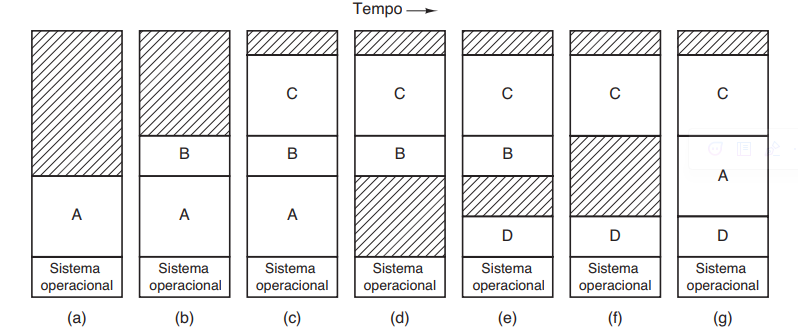 Tempo
C
C
C
C
C
B
B
B
B
A
A
A
A
D
D
D
Sistema operacional
Sistema operacional
Sistema operacional
Sistema operacional
Sistema operacional
Sistema operacional
Sistema operacional
(a)
(b)
(c)
(d)
(e)
(f)
(g)